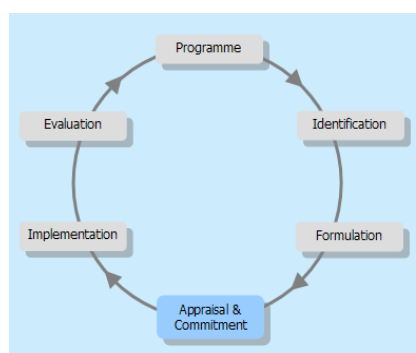 Programme
Identification
Formulation
Appraisal &
Commitment
Implementation
Evaluation